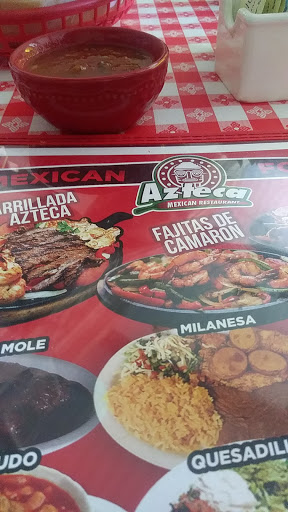 MEXICAN
Azteca
MEXICAN RESTAURANT
ARRILLADA
AZTECA
FAJITAS DE
CAMARON
MOLE
MILANESA
UDO
QUESADILL